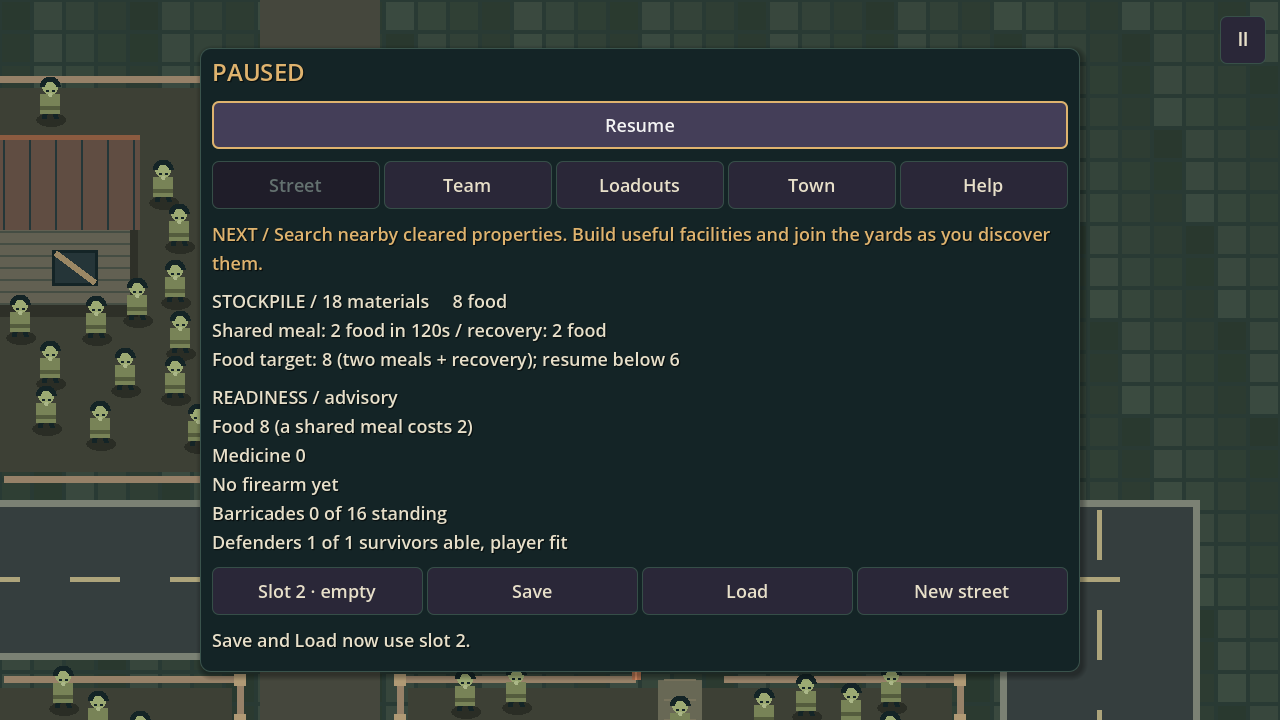 PAUSED
Resume
Street
Team
Loadouts
Town
Help
NEXT / Search nearby cleared properties. Build useful facilities and join the yards as you discover
them.
STOCKPILE / 18 materials 8 food
Shared meal: 2 food in 120s / recovery: 2 food
Food target: 8 (two meals + recovery); resume below 6
READINESS / advisory
Food 8 (a shared meal costs 2)
Medicine 0
No firearm yet
Barricades 0 of 16 standing
Defenders 1 of 1 survivors able, player fit
Slot 2 · empty
Save
Load
New street
Save and Load now use slot 2.